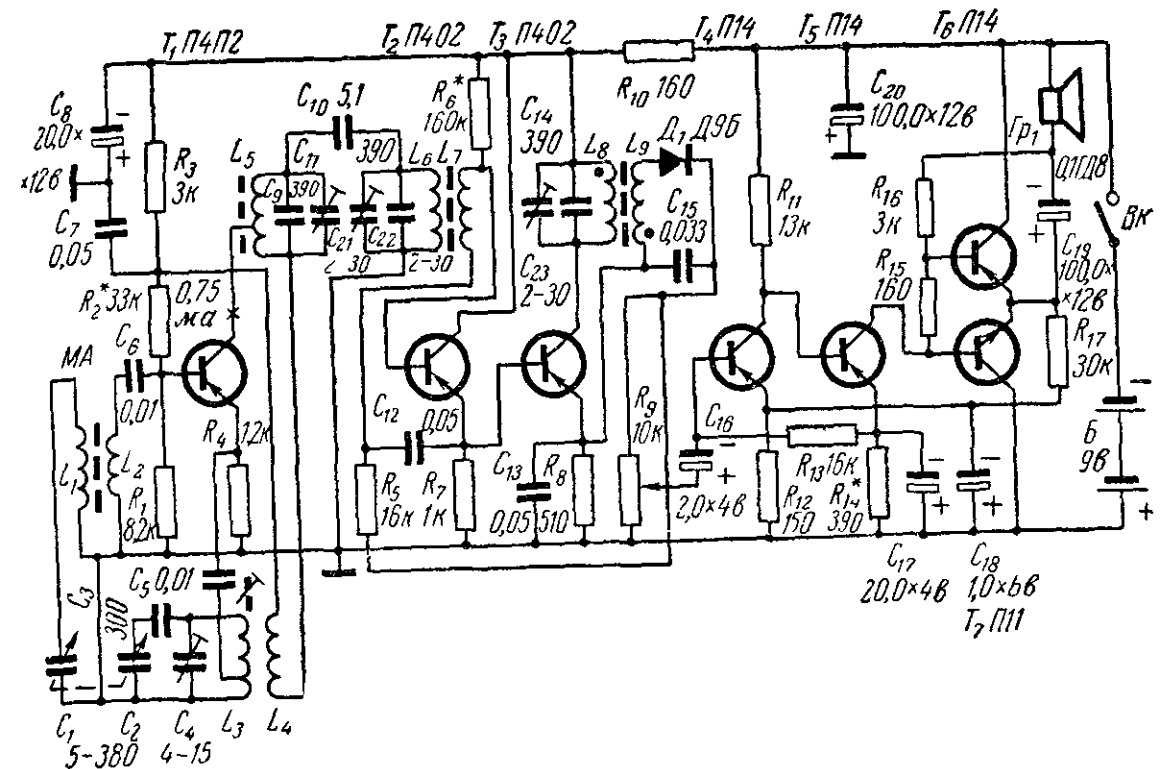 T₁ П4П2
T₂ П402
T₃ П402
T₄ П14
T₅ П14
T₆ П14
C₈
20,0×
×12в
−
+
R₃
3к
C₇
0,05
L₅
C₁₀ 5,1
C₁₁
C₉ 390
390
C₂₁
C₂₂
2 30
2-30
L₆
L₇
R₆*
160к
C₁₄
390
C₂₃
2-30
L₈
L₉
Д₁ Д9Б
C₁₅
0,033
R₁₀ 160
R₁₁
13к
C₂₀
100,0×12в
+
Гр₁
0,1ГД8
R₁₆
3к
R₁₅
160
−
+
C₁₉
100,0×
×12в
Вк
R₁₇
30к
R₂* 33к
0,75
ма
МА
C₆
0,01
R₄
1,2к
L₁
L₂
R₁
8,2к
C₁₂
0,05
R₅
16к
R₇
1к
C₁₃
0,05
R₈
510
R₉
10к
C₁₆
−
+
2,0×4в
R₁₃ 16к
R₁₂
150
R₁₄*
390
−
+
−
+
C₁₇
20,0×4в
C₁₈
1,0×6в
T₇ П11
−
Б
9в
+
C₃
300
C₅ 0,01
C₁
C₂
5-380
C₄
4-15
L₃
L₄